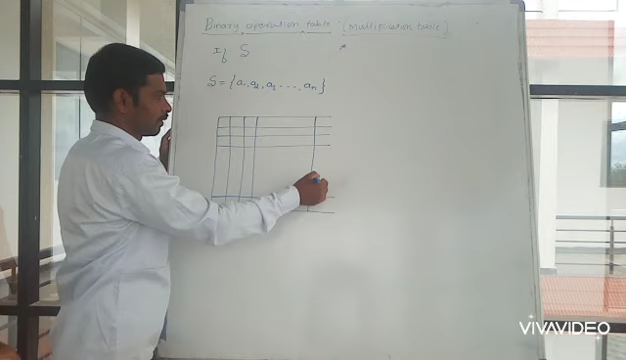 Binary operation table (Multiplication table)
If S
S = {a₁, a₂, a₃ ----, aₙ}
VIVAVIDEO